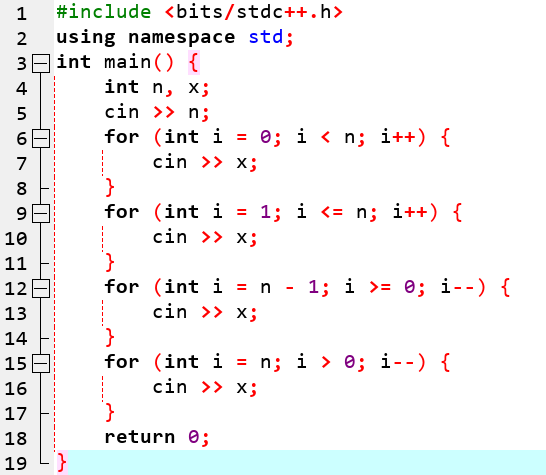 1 #include <bits/stdc++.h>
2 using namespace std;
3 int main() {
4     int n, x;
5     cin >> n;
6     for (int i = 0; i < n; i++) {
7         cin >> x;
8     }
9     for (int i = 1; i <= n; i++) {
10         cin >> x;
11     }
12     for (int i = n - 1; i >= 0; i--) {
13         cin >> x;
14     }
15     for (int i = n; i > 0; i--) {
16         cin >> x;
17     }
18     return 0;
19 }